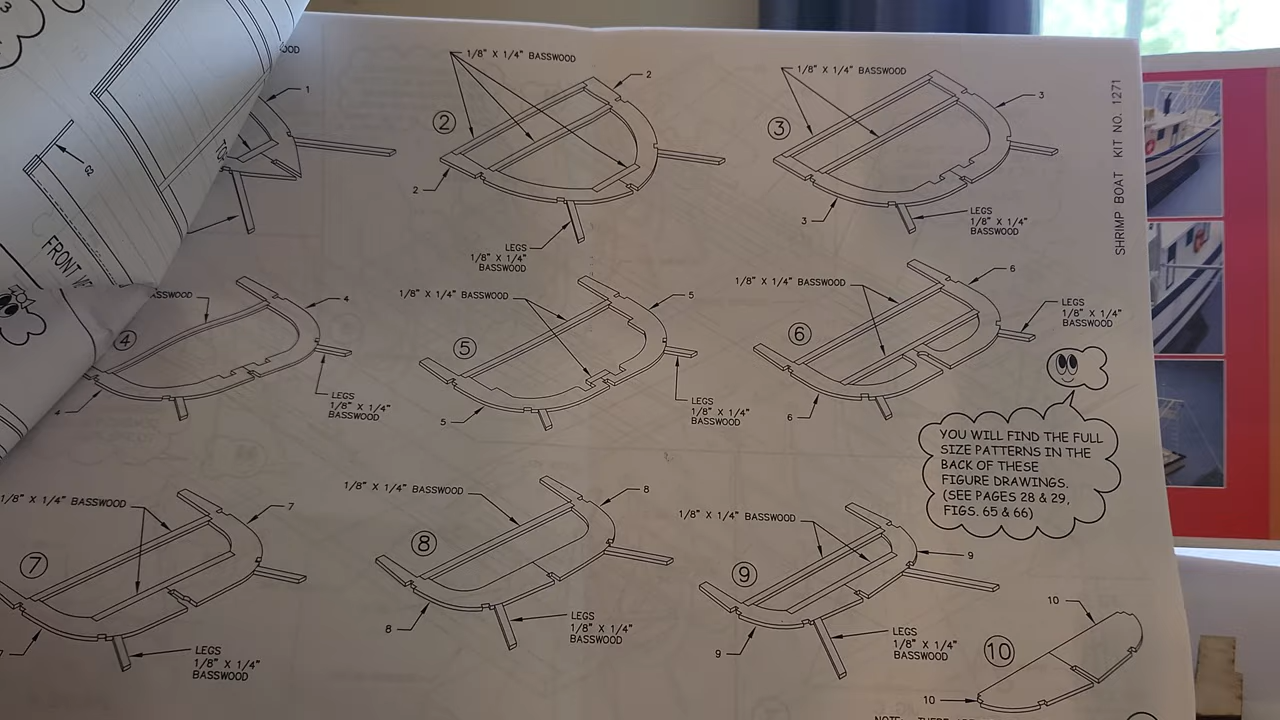 1
1/8" X 1/4" BASSWOOD
2
2
2
LEGS
1/8" X 1/4"
BASSWOOD
1/8" X 1/4" BASSWOOD
3
3
3
LEGS
1/8" X 1/4"
BASSWOOD
SHRIMP BOAT KIT NO. 1271
62
4
4
4
LEGS
1/8" X 1/4"
BASSWOOD
1/8" X 1/4" BASSWOOD
5
5
5
LEGS
1/8" X 1/4"
BASSWOOD
1/8" X 1/4" BASSWOOD
6
6
6
LEGS
1/8" X 1/4"
BASSWOOD
FRONT
YOU WILL FIND THE FULL
SIZE PATTERNS IN THE
BACK OF THESE
FIGURE DRAWINGS.
(SEE PAGES 28 & 29,
FIGS. 65 & 66)
1/8" X 1/4" BASSWOOD
7
7
LEGS
1/8" X 1/4"
BASSWOOD
1/8" X 1/4" BASSWOOD
8
8
8
LEGS
1/8" X 1/4"
BASSWOOD
1/8" X 1/4" BASSWOOD
9
9
9
LEGS
1/8" X 1/4"
BASSWOOD
10
10
10